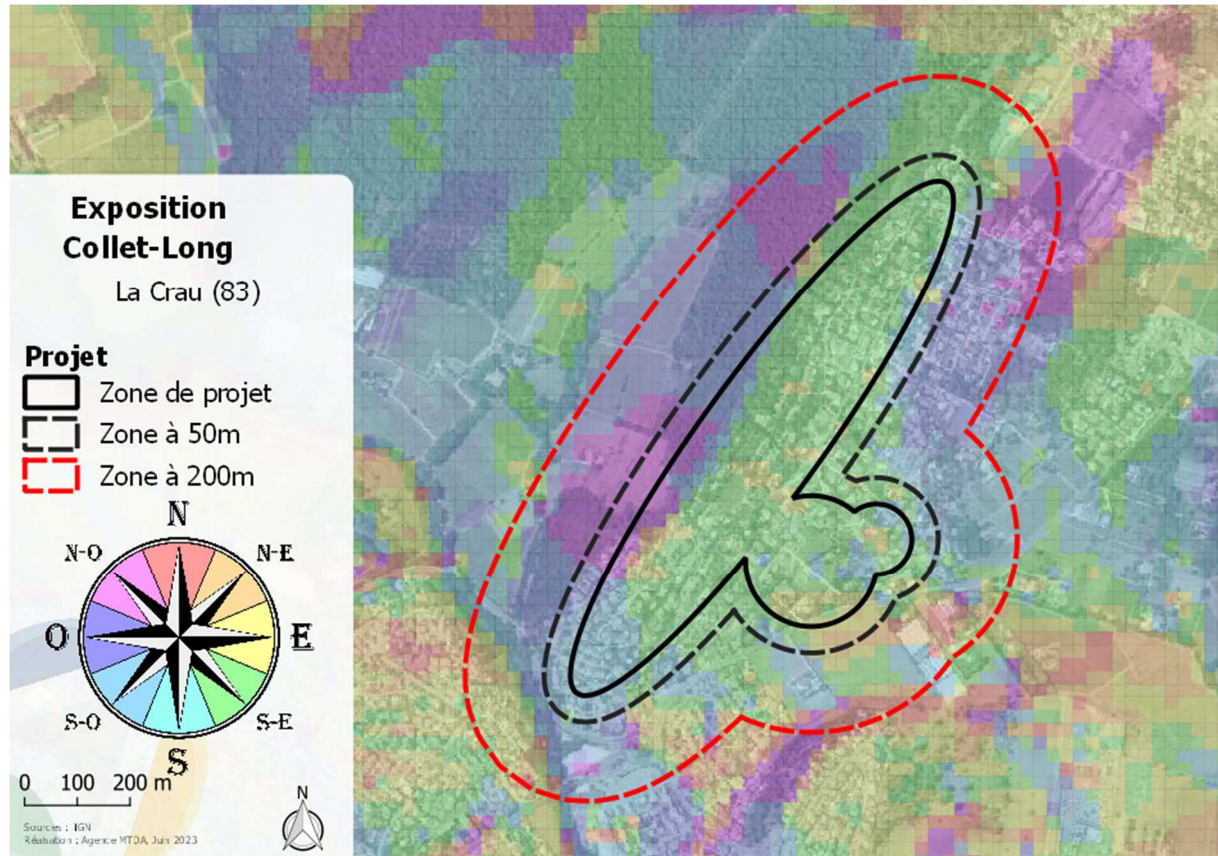 Exposition
Collet-Long
La Crau (83)
Projet
Zone de projet
Zone à 50m
Zone à 200m
N
N-O
N-E
O
E
S-O
S-E
S
0 100 200 m
N
Sources : IGN
Réalisation : Agence MTDA, Juin 2023